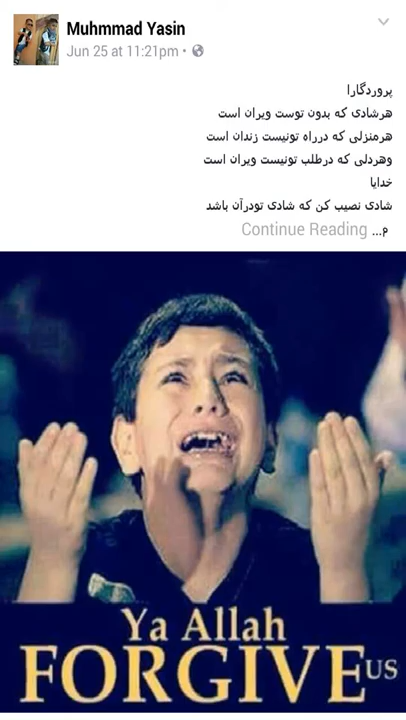 Muhmmad Yasin
Jun 25 at 11:21pm •
پروردگارا
هرشادی که بدون توست ویران است
هرمنزلی که درراه تونیست زندان است
وهردلی که درطلب تونیست ویران است
خدایا
شادی نصیب کن که شادی تودرآن باشد
م... Continue Reading
Ya Allah
FORGIVE US